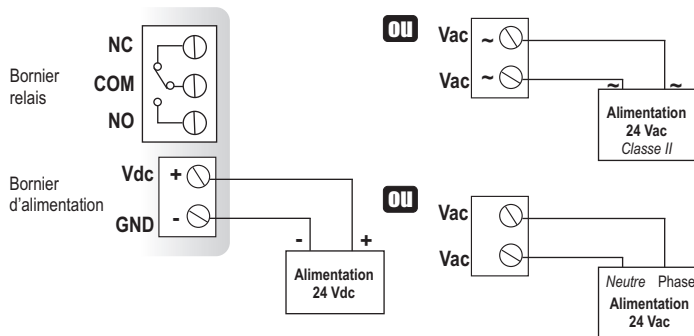 NC
Bornier
relais
COM
NO
Bornier
d'alimentation
Vdc
+
GND
-
- +
Alimentation
24 Vdc
ou
Vac ~
Vac ~
~ ~
Alimentation
24 Vac
Classe II
ou
Vac
Vac
Neutre Phase
Alimentation
24 Vac